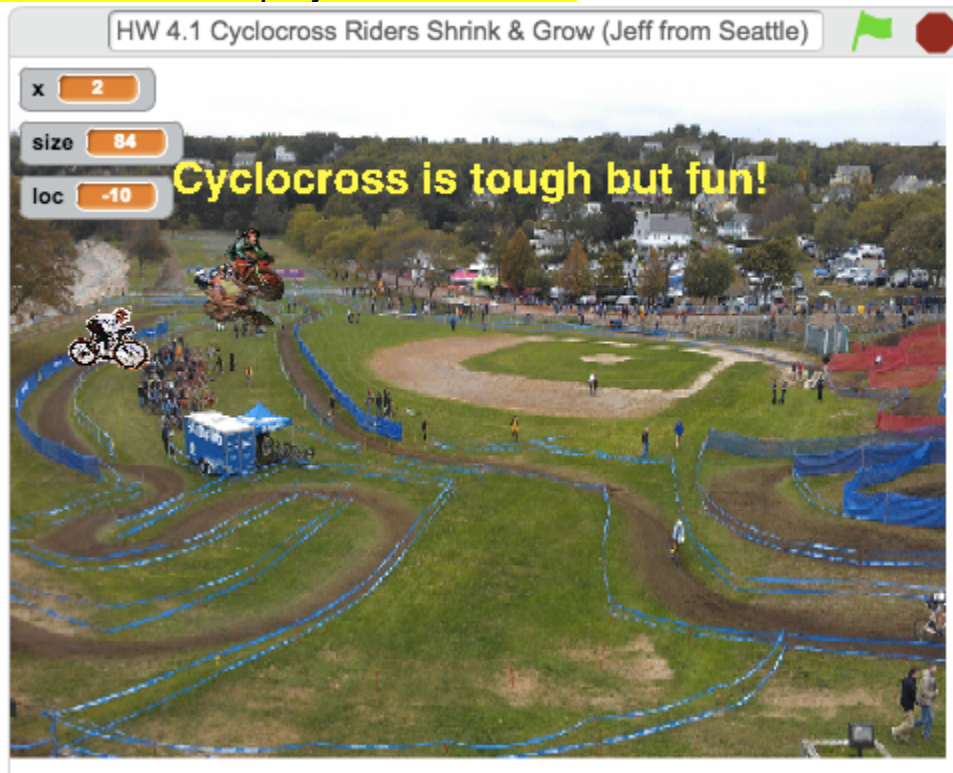 HW 4.1 Cyclocross Riders Shrink & Grow (Jeff from Seattle)
x 2
size 84
loc -10
Cyclocross is tough but fun!